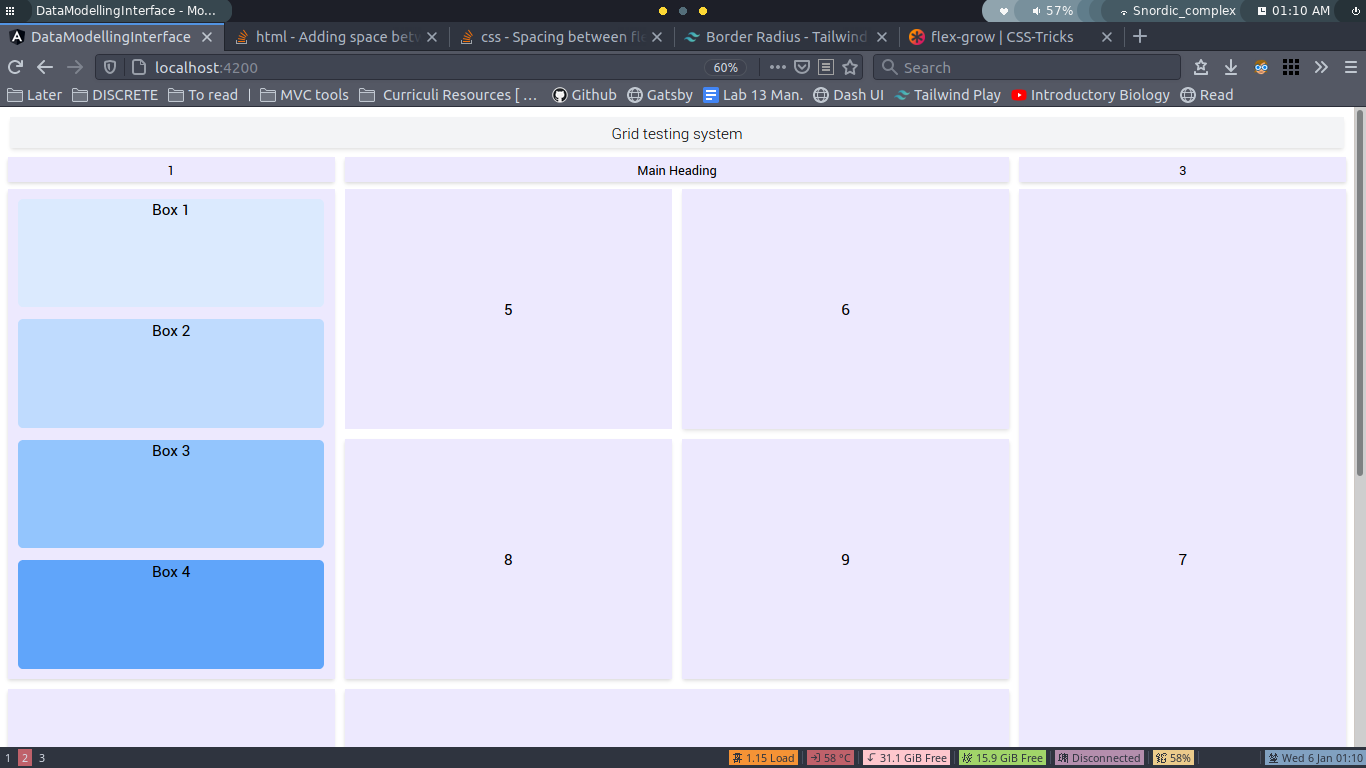 DataModellingInterface - Mo...
57%
Snordic_complex
01:10 AM
DataModellingInterface
html - Adding space betw
css - Spacing between fl
Border Radius - Tailwind
flex-grow | CSS-Tricks
localhost:4200
60%
Search
Later
DISCRETE
To read
|
MVC tools
Curriculi Resources [ ...
Github
Gatsby
Lab 13 Man.
Dash UI
Tailwind Play
Introductory Biology
Read
Grid testing system
1
Main Heading
3
Box 1
Box 2
Box 3
Box 4
5
6
8
9
7
1 2 3
1.15 Load
58 °C
31.1 GiB Free
15.9 GiB Free
Disconnected
58%
Wed 6 Jan 01:10